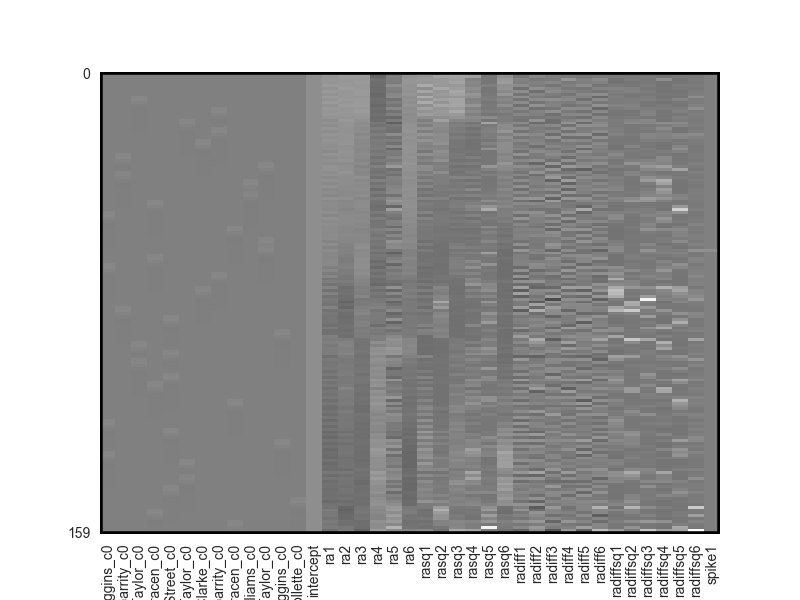 0
159
ggins_c0
arrity_c0
aylor_c0
racen_c0
Street_c0
aylor_c0
Clarke_c0
arrity_c0
racen_c0
lliams_c0
aylor_c0
ggins_c0
ollette_c0
intercept
ra1
ra2
ra3
ra4
ra5
ra6
rasq1
rasq2
rasq3
rasq4
rasq5
rasq6
radiff1
radiff2
radiff3
radiff4
radiff5
radiff6
radiffsq1
radiffsq2
radiffsq3
radiffsq4
radiffsq5
radiffsq6
spike1